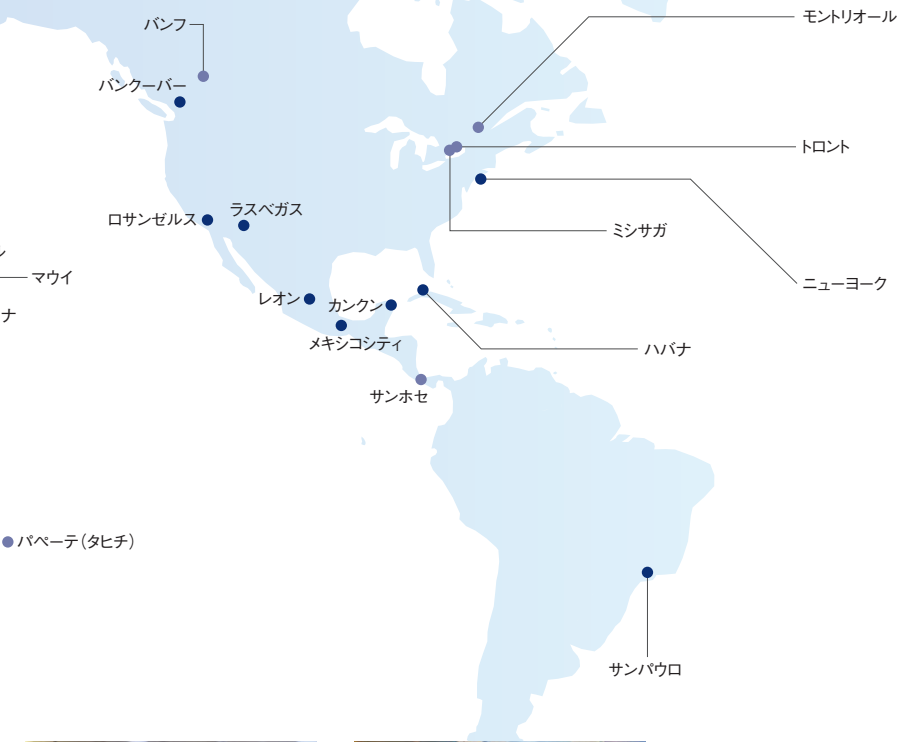 モントリオール
バンフ
バンクーバー
トロント
ラスベガス
ロサンゼルス
ミシサガ
マウイ
ニューヨーク
レオン
カンクン
メキシコシティ
ハバナ
サンホセ
パペーテ（タヒチ）
サンパウロ